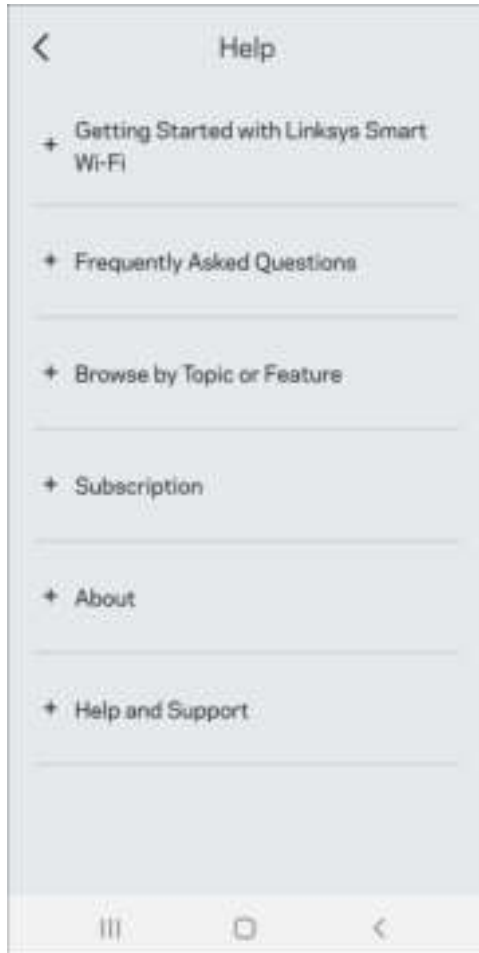 Help
Getting Started with Linksys Smart
Wi-Fi
Frequently Asked Questions
Browse by Topic or Feature
Subscription
About
Help and Support